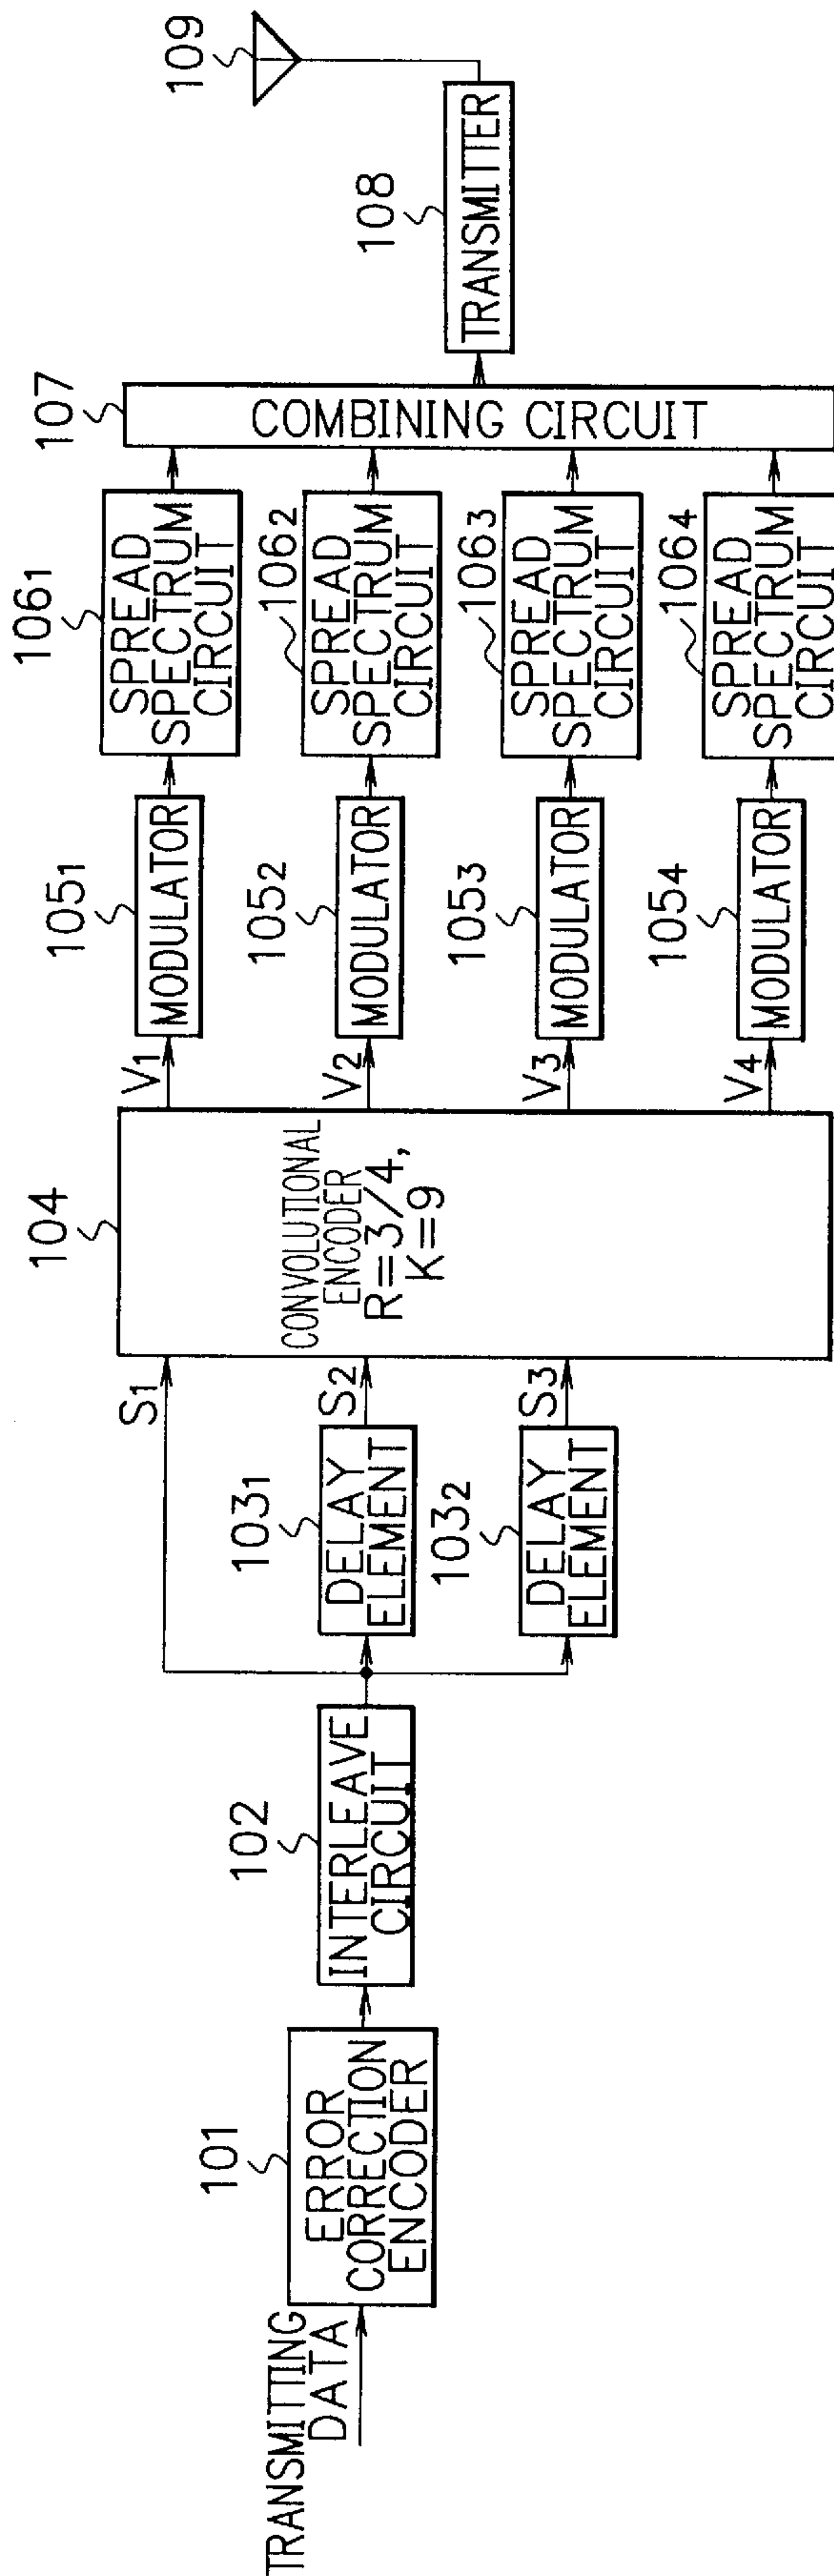 TRANSMITTING
DATA
101
ERROR
CORRECTION
ENCODER
102
INTERLEAVE
CIRCUIT
1031
DELAY
ELEMENT
1032
DELAY
ELEMENT
S1
S2
S3
104
CONVOLUTIONAL
ENCODER
R=3/4,
K=9
V1
V2
V3
V4
1051
MODULATOR
1052
MODULATOR
1053
MODULATOR
1054
MODULATOR
1061
SPREAD
SPECTRUM
CIRCUIT
1062
SPREAD
SPECTRUM
CIRCUIT
1063
SPREAD
SPECTRUM
CIRCUIT
1064
SPREAD
SPECTRUM
CIRCUIT
107
COMBINING CIRCUIT
108
TRANSMITTER
109